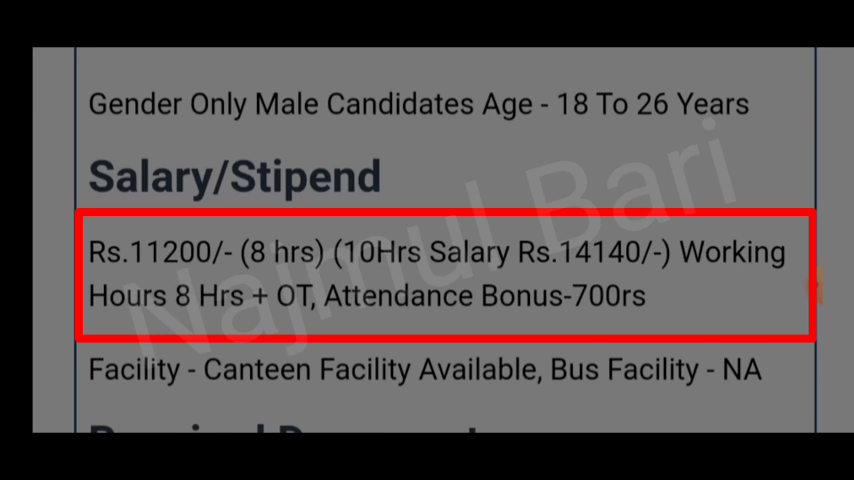 Gender Only Male Candidates Age - 18 To 26 Years
Salary/Stipend
Rs.11200/- (8 hrs) (10Hrs Salary Rs.14140/-) Working
Hours 8 Hrs + OT, Attendance Bonus-700rs
Facility - Canteen Facility Available, Bus Facility - NA
Najmul Bari